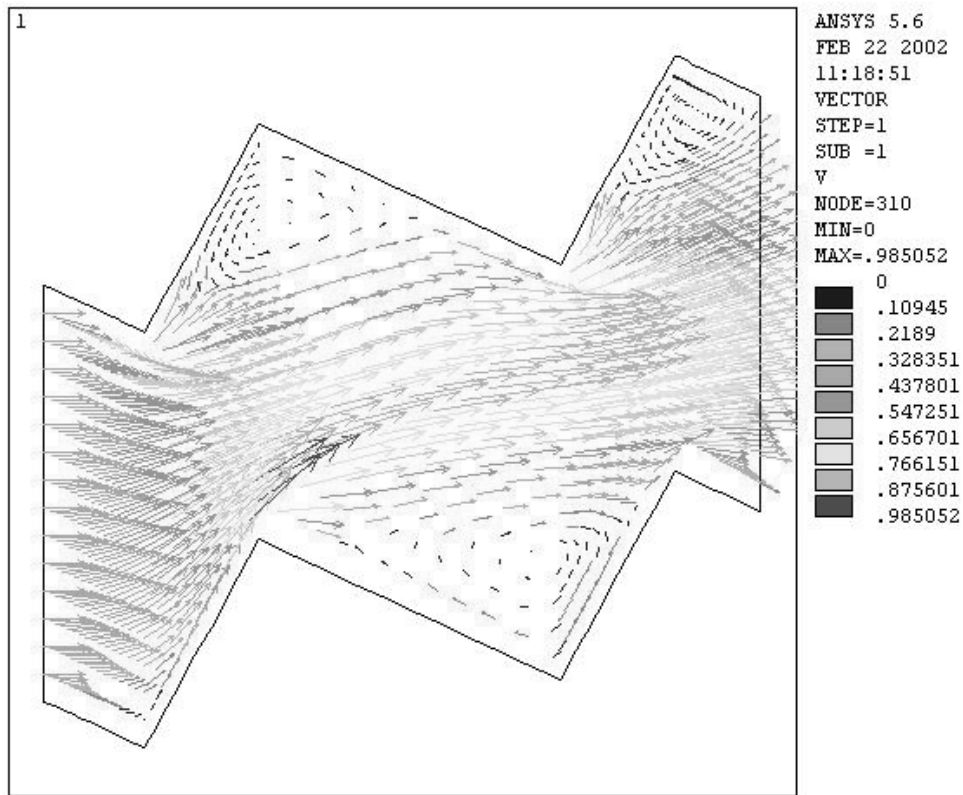 1
ANSYS 5.6
FEB 22 2002
11:18:51
VECTOR
STEP=1
SUB =1
V
NODE=310
MIN=0
MAX=.985052
0
.10945
.2189
.328351
.437801
.547251
.656701
.766151
.875601
.985052